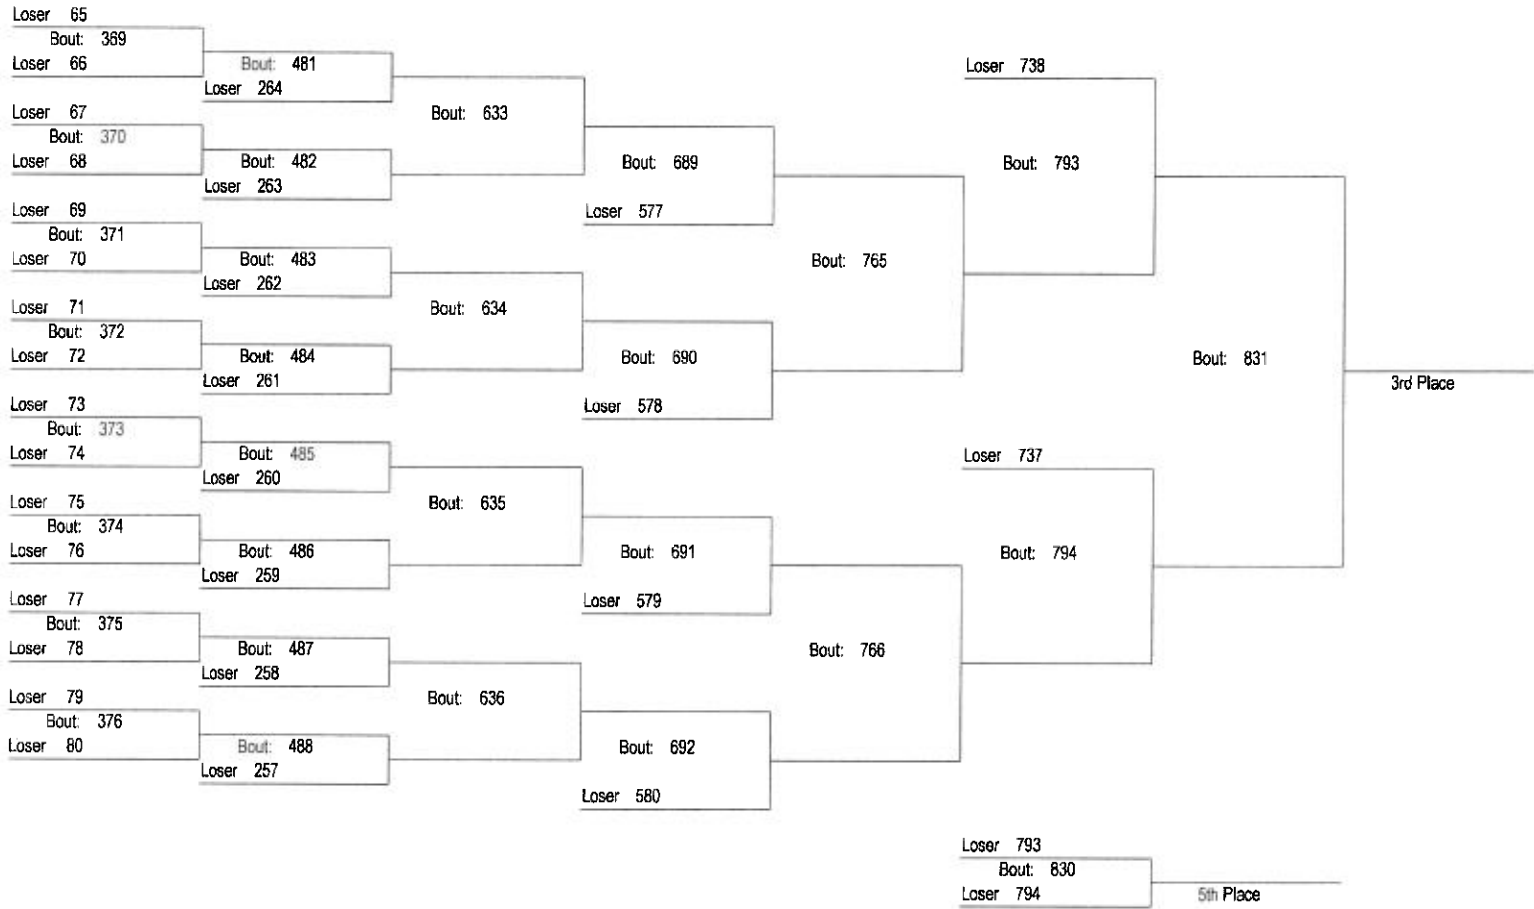 Loser 65
Bout: 369
Loser 66
Bout: 481
Loser 264
Loser 67
Bout: 370
Loser 68
Bout: 482
Loser 263
Bout: 633
Loser 69
Bout: 371
Loser 70
Bout: 483
Loser 262
Loser 71
Bout: 372
Loser 72
Bout: 484
Loser 261
Bout: 634
Loser 73
Bout: 373
Loser 74
Bout: 485
Loser 260
Loser 75
Bout: 374
Loser 76
Bout: 486
Loser 259
Bout: 635
Loser 77
Bout: 375
Loser 78
Bout: 487
Loser 258
Loser 79
Bout: 376
Loser 80
Bout: 488
Loser 257
Bout: 636
Bout: 689
Loser 577
Bout: 690
Loser 578
Bout: 691
Loser 579
Bout: 692
Loser 580
Bout: 765
Bout: 766
Loser 738
Bout: 793
Loser 737
Bout: 794
Bout: 831
3rd Place
Loser 793
Bout: 830
Loser 794
5th Place